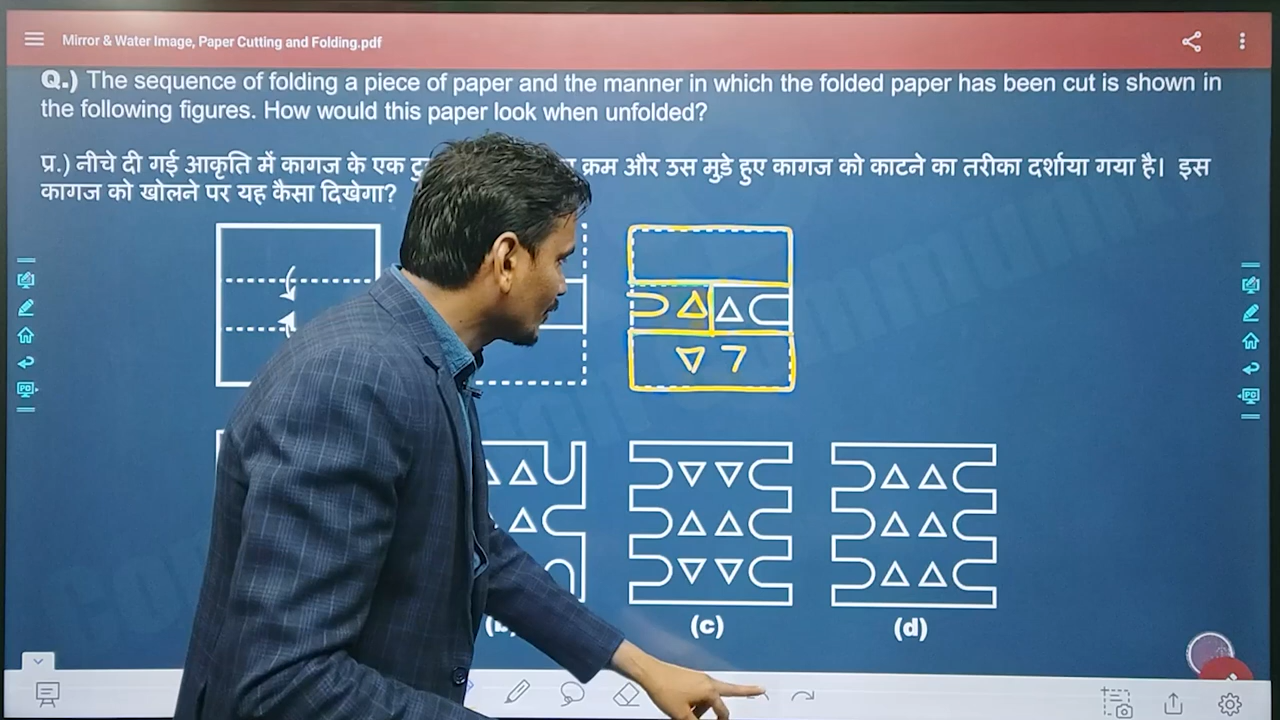 Mirror & Water Image, Paper Cutting and Folding.pdf
Q.) The sequence of folding a piece of paper and the manner in which the folded paper has been cut is shown in
the following figures. How would this paper look when unfolded?
प्र.) नीचे दी गई आकृति में कागज के एक क्रम और उस मुड़े हुए कागज को काटने का तरीका दर्शाया गया है। इस
कागज को खोलने पर यह कैसा दिखेगा?
(c) (d)